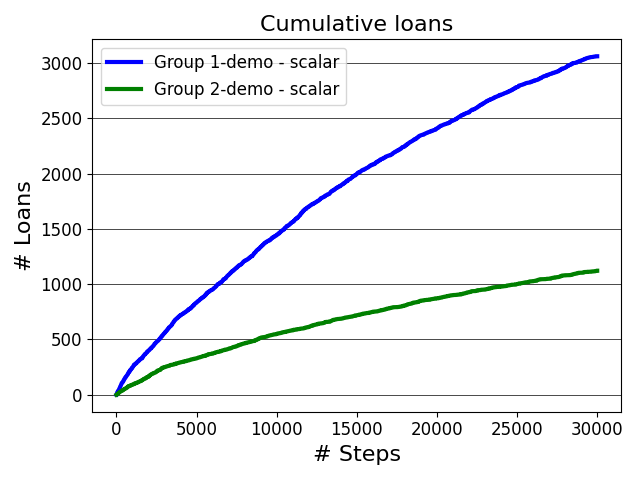 Cumulative loans
Group 1-demo - scalar
Group 2-demo - scalar
# Loans
3000
2500
2000
1500
1000
500
0
0 5000 10000 15000 20000 25000 30000
# Steps